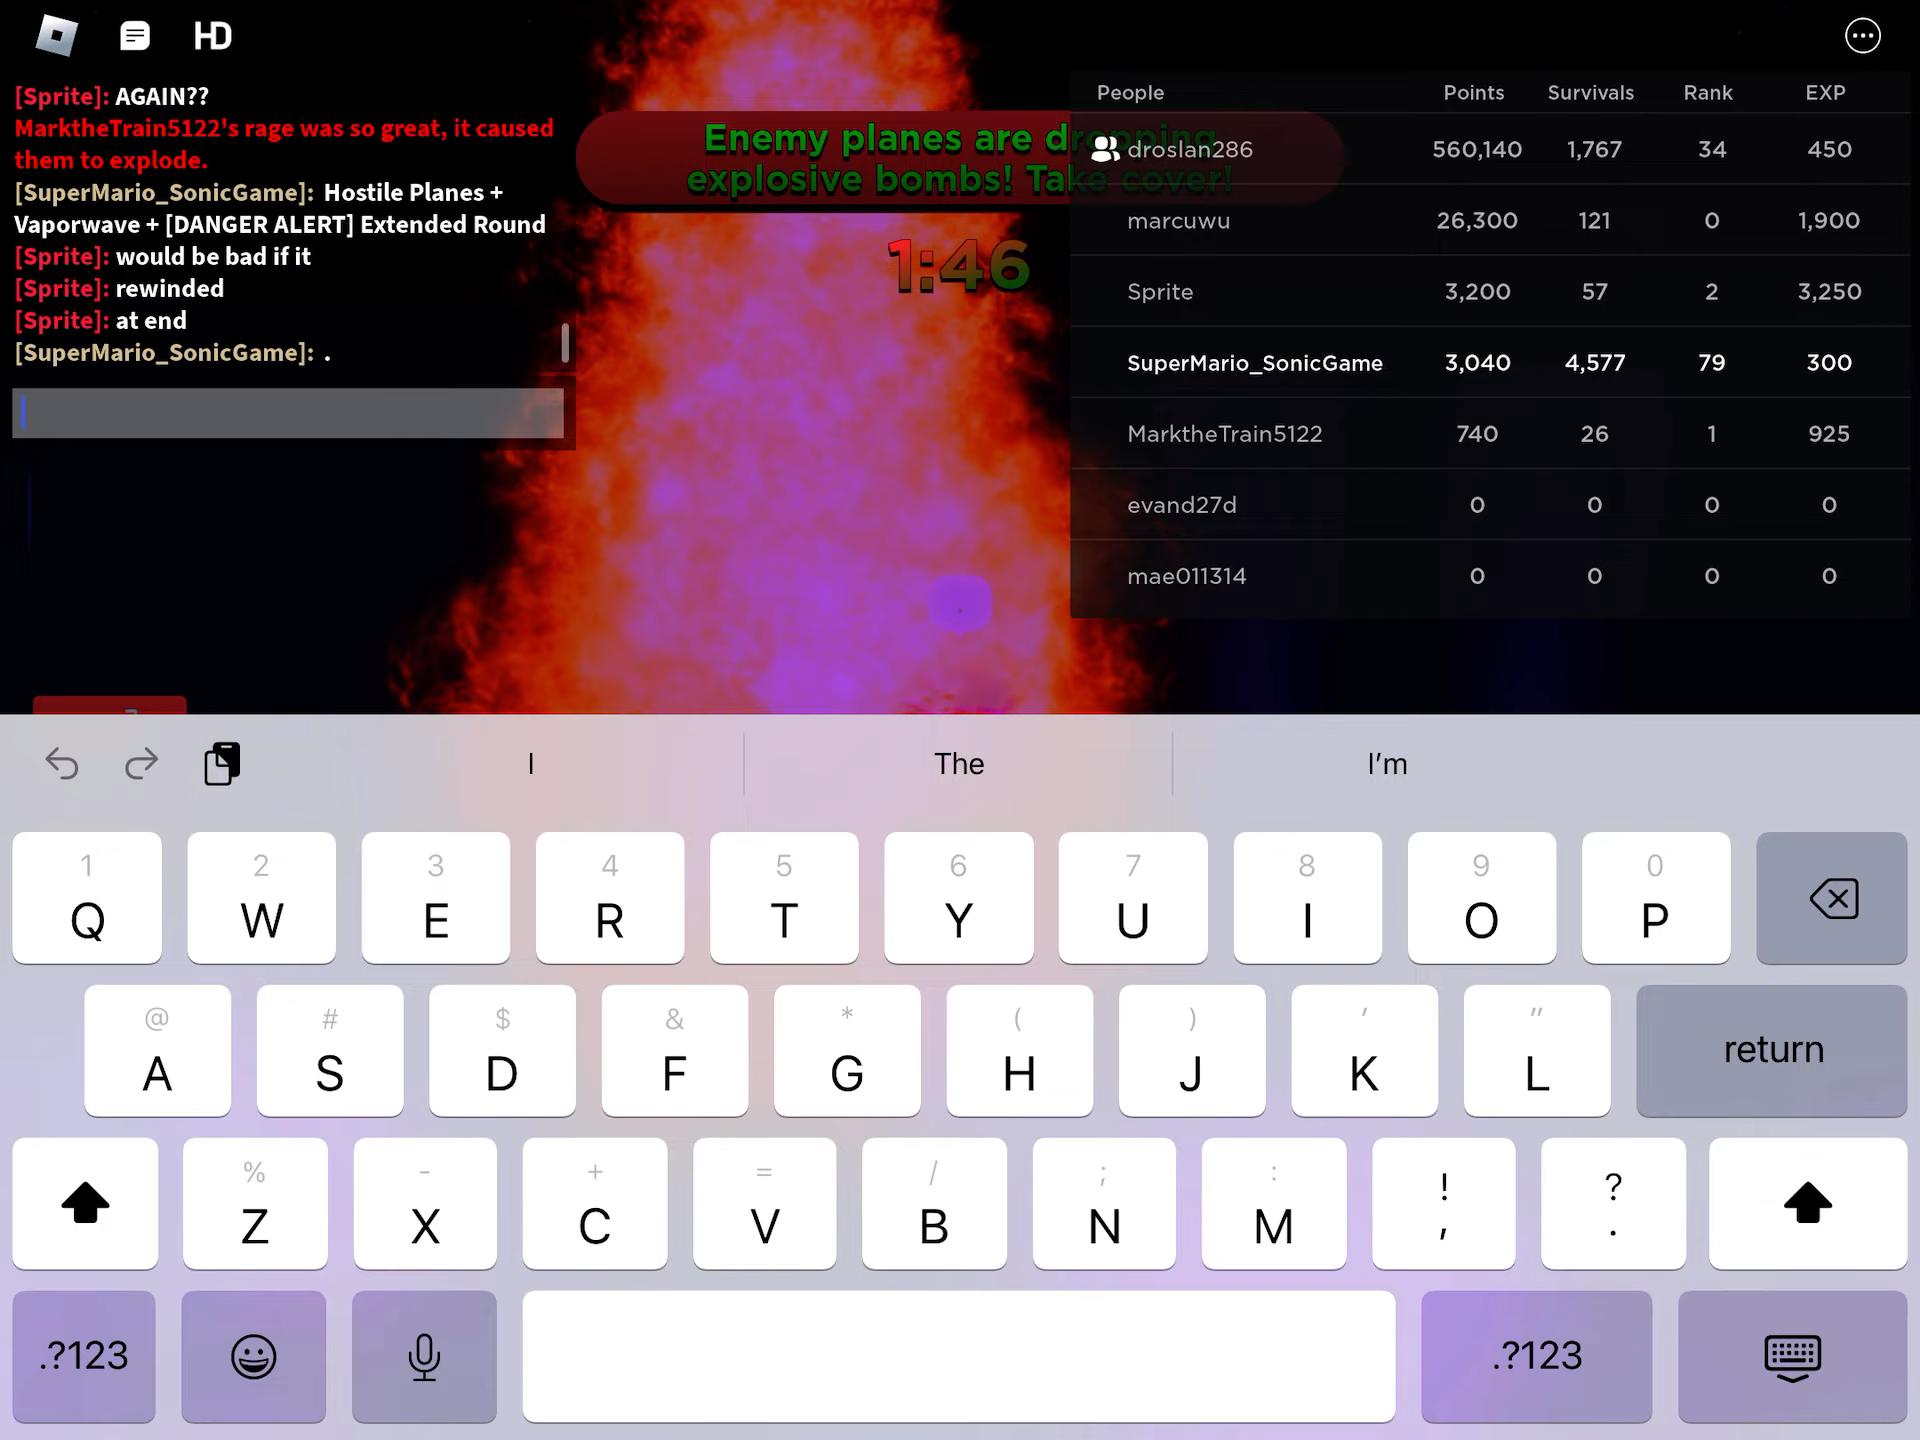 HD
[Sprite]: AGAIN??
MarktheTrain5122's rage was so great, it caused
them to explode.
[SuperMario_SonicGame]: Hostile Planes +
Vaporwave + [DANGER ALERT] Extended Round
[Sprite]: would be bad if it
[Sprite]: rewinded
[Sprite]: at end
[SuperMario_SonicGame]: .
Enemy planes are dropping
explosive bombs! Take cover!
1:46
People Points Survivals Rank EXP
droslan286 560,140 1,767 34 450
marcuwu 26,300 121 0 1,900
Sprite 3,200 57 2 3,250
SuperMario_SonicGame 3,040 4,577 79 300
MarktheTrain5122 740 26 1 925
evand27d 0 0 0 0
mae011314 0 0 0 0
I The I'm
1 2 3 4 5 6 7 8 9 0
Q W E R T Y U I O P
@ # $ & * ( ) ' "
A S D F G H J K L return
% - + = / ; : ! ?
Z X C V B N M , .
.?123 .?123